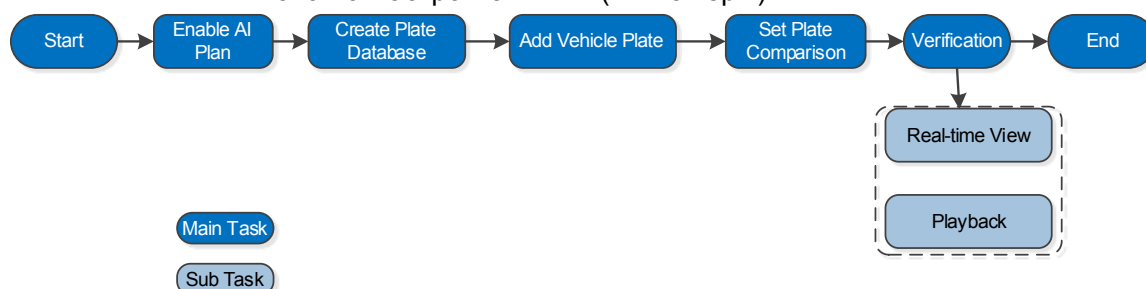 Start
Enable AI
Plan
Create Plate
Database
Add Vehicle Plate
Set Plate
Comparison
Verification
End
Real-time View
Playback
Main Task
Sub Task